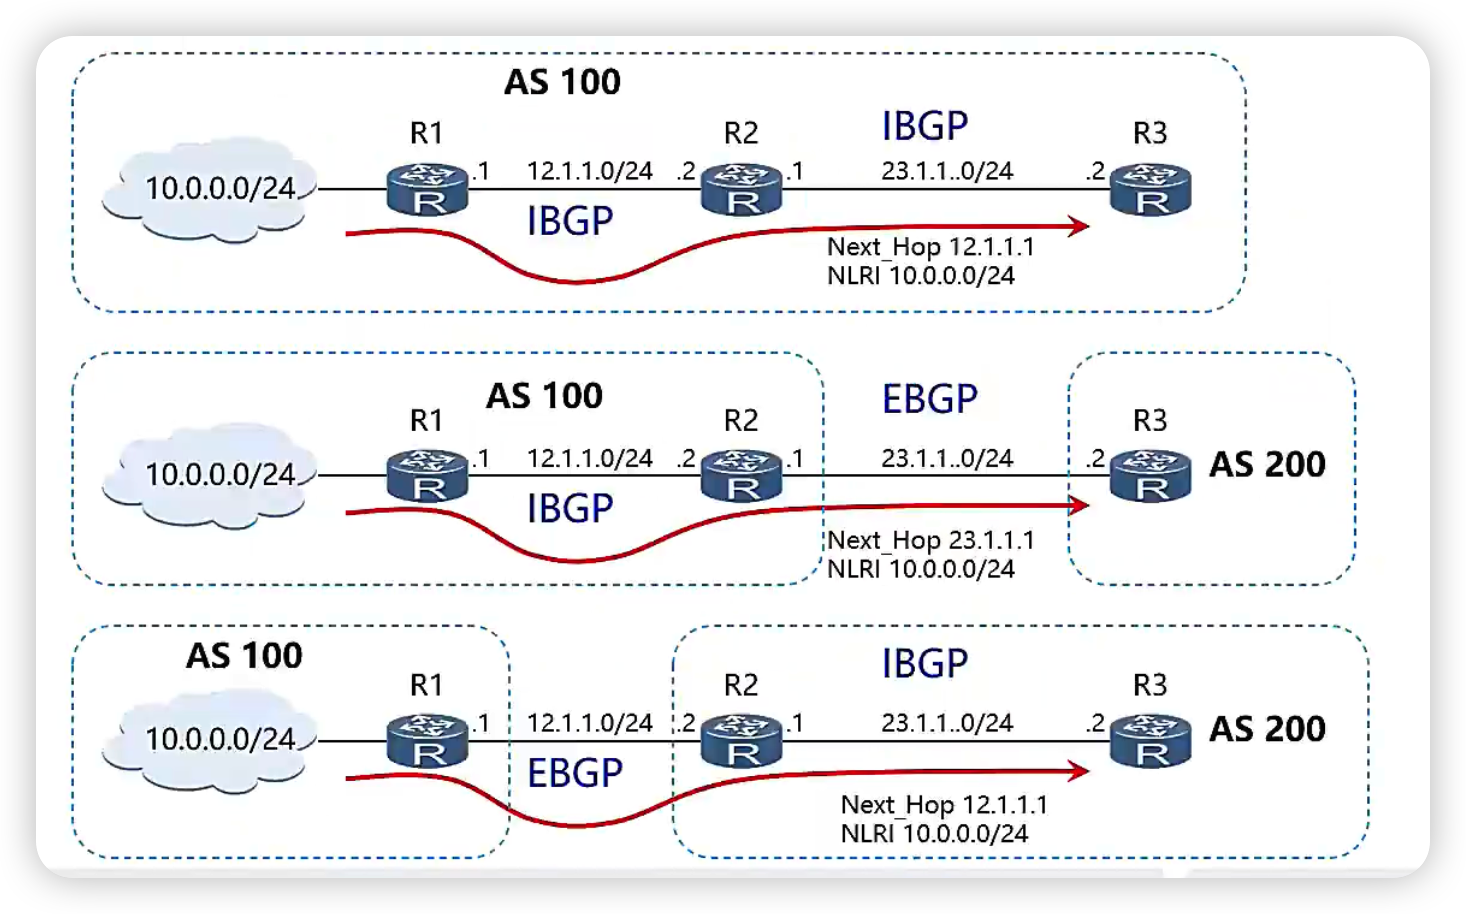 AS 100
IBGP
R1
R2
R3
10.0.0.0/24
.1
12.1.1.0/24
.2
.1
23.1.1..0/24
.2
IBGP
Next_Hop 12.1.1.1
NLRI 10.0.0.0/24
R
R
R
AS 100
EBGP
R1
R2
R3
10.0.0.0/24
.1
12.1.1.0/24
.2
.1
23.1.1..0/24
.2
AS 200
IBGP
Next_Hop 23.1.1.1
NLRI 10.0.0.0/24
R
R
R
AS 100
IBGP
R1
R2
R3
10.0.0.0/24
.1
12.1.1.0/24
.2
.1
23.1.1..0/24
.2
AS 200
EBGP
Next_Hop 12.1.1.1
NLRI 10.0.0.0/24
R
R
R